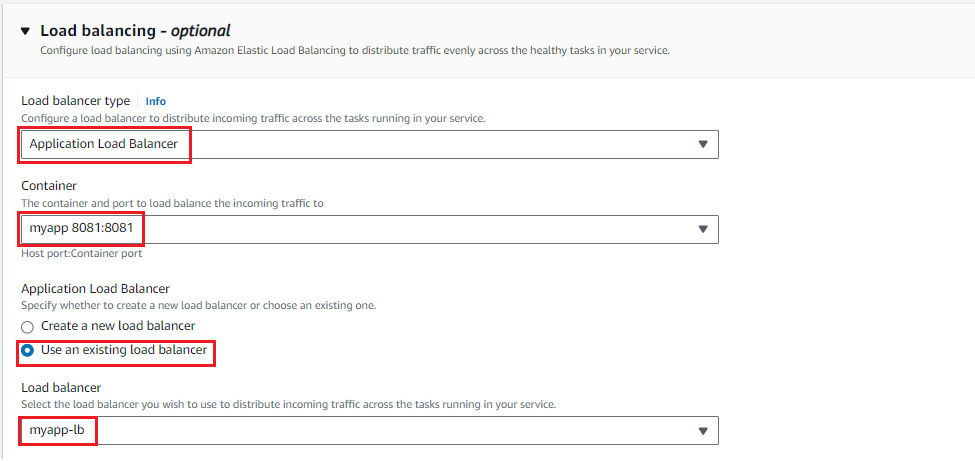 Load balancing - optional
Configure load balancing using Amazon Elastic Load Balancing to distribute traffic evenly across the healthy tasks in your service.
Load balancer type Info
Configure a load balancer to distribute incoming traffic across the tasks running in your service.
Application Load Balancer
Container
The container and port to load balance the incoming traffic to
myapp 8081:8081
Host port:Container port
Application Load Balancer
Specify whether to create a new load balancer or choose an existing one.
Create a new load balancer
Use an existing load balancer
Load balancer
Select the load balancer you wish to use to distribute incoming traffic across the tasks running in your service.
myapp-lb